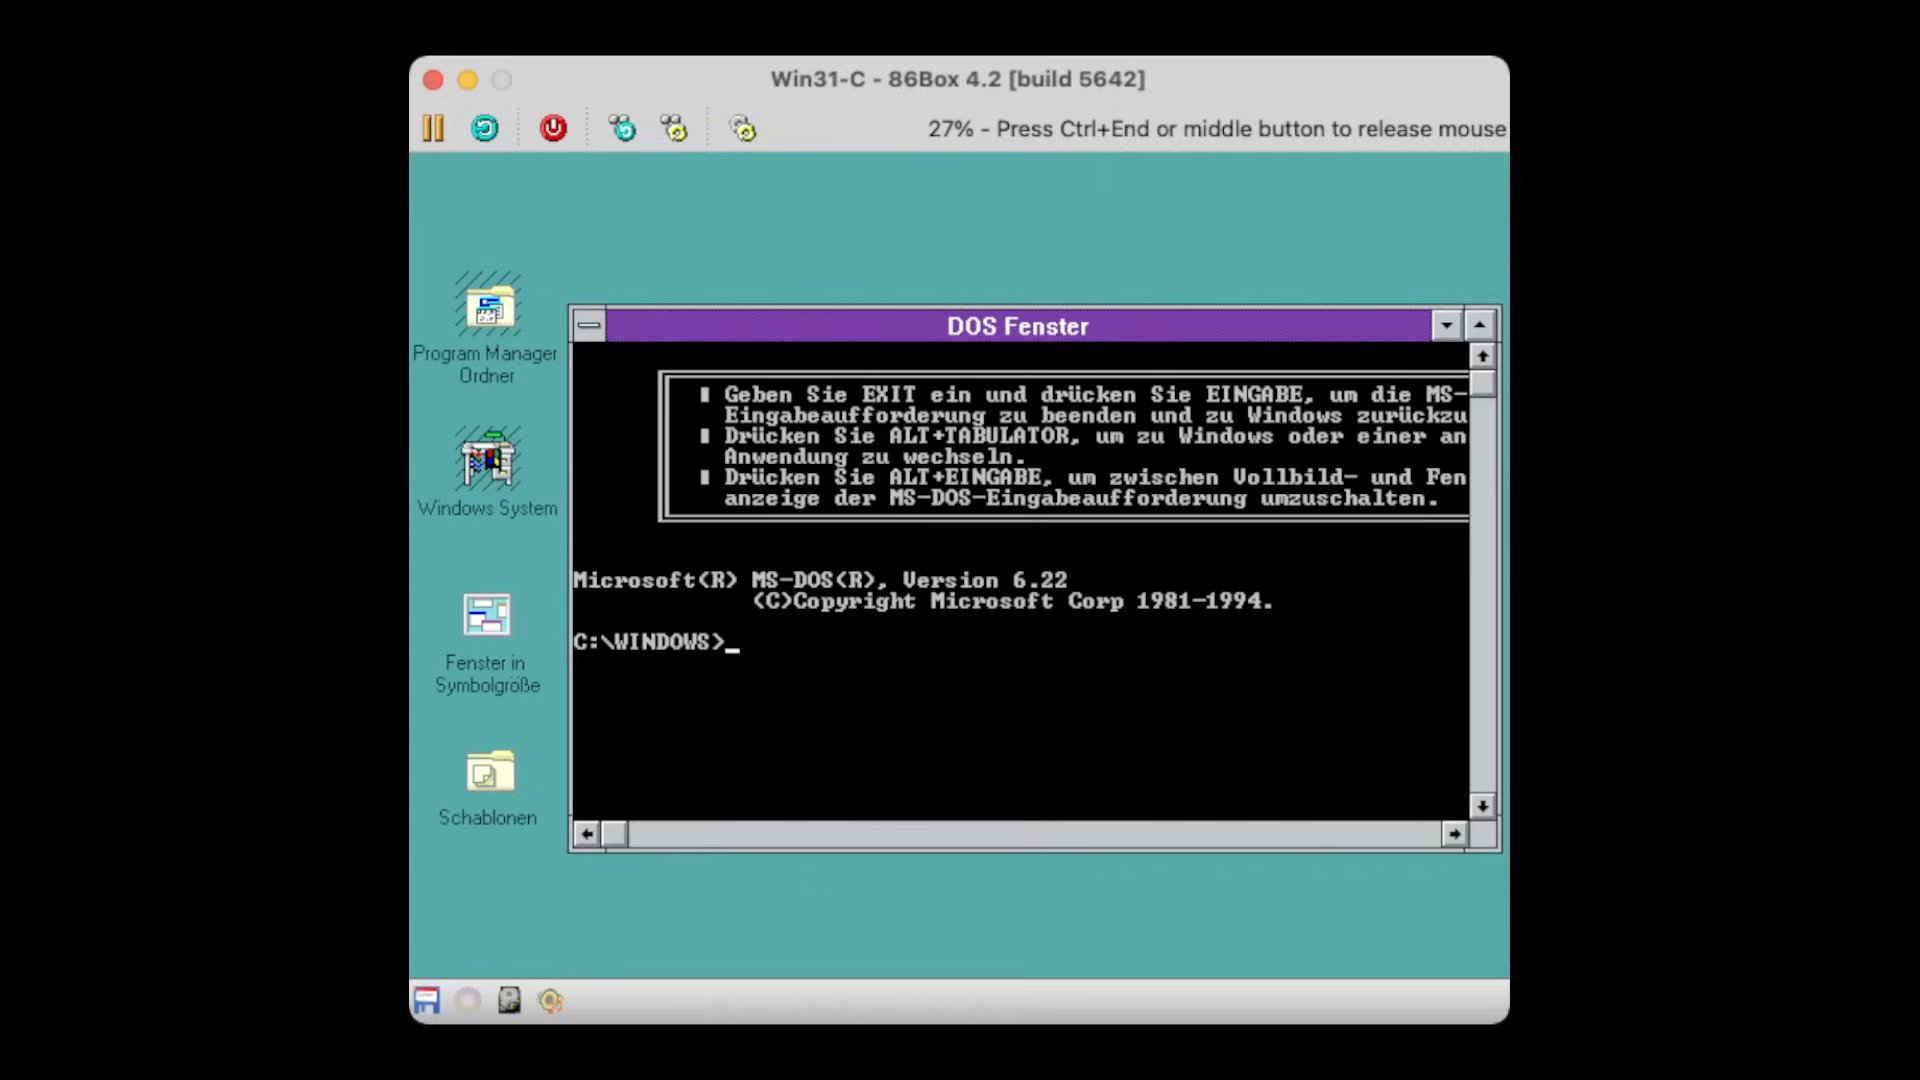 Win31-C - 86Box 4.2 [build 5642]
27% - Press Ctrl+End or middle button to release mouse
Program Manager
Ordner
Windows System
Fenster in
Symbolgröße
Schablonen
DOS Fenster
Geben Sie EXIT ein und drücken Sie EINGABE, um die MS-
Eingabeaufforderung zu beenden und zu Windows zurückzu
Drücken Sie ALT+TABULATOR, um zu Windows oder einer an
Anwendung zu wechseln.
Drücken Sie ALT+EINGABE, um zwischen Vollbild- und Fen
anzeige der MS-DOS-Eingabeaufforderung umzuschalten.
Microsoft(R) MS-DOS(R), Version 6.22
(C)Copyright Microsoft Corp 1981-1994.
C:\WINDOWS>_